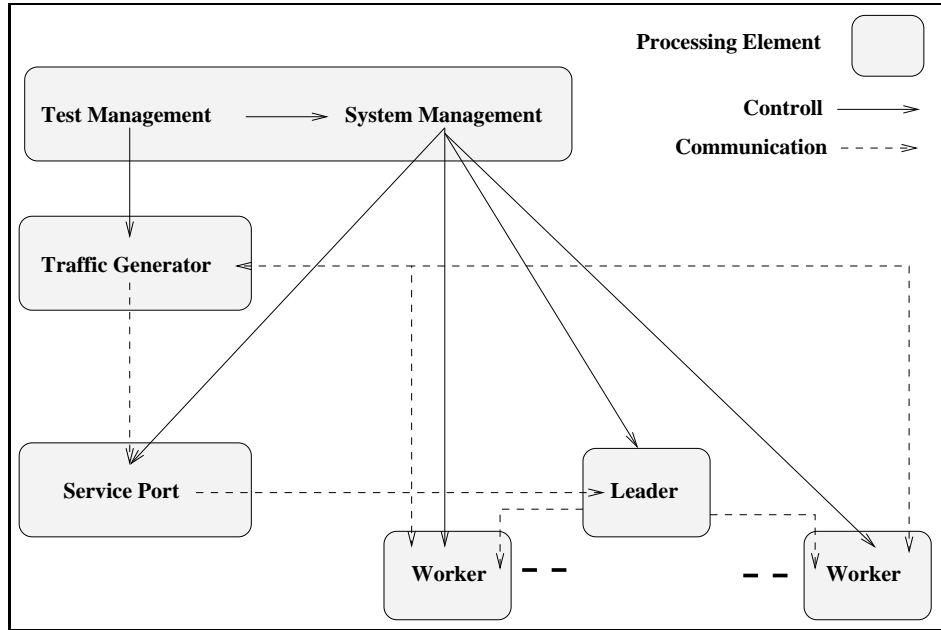 Processing Element
Test Management
System Management
Controll
Communication
Traffic Generator
Service Port
Leader
Worker
Worker